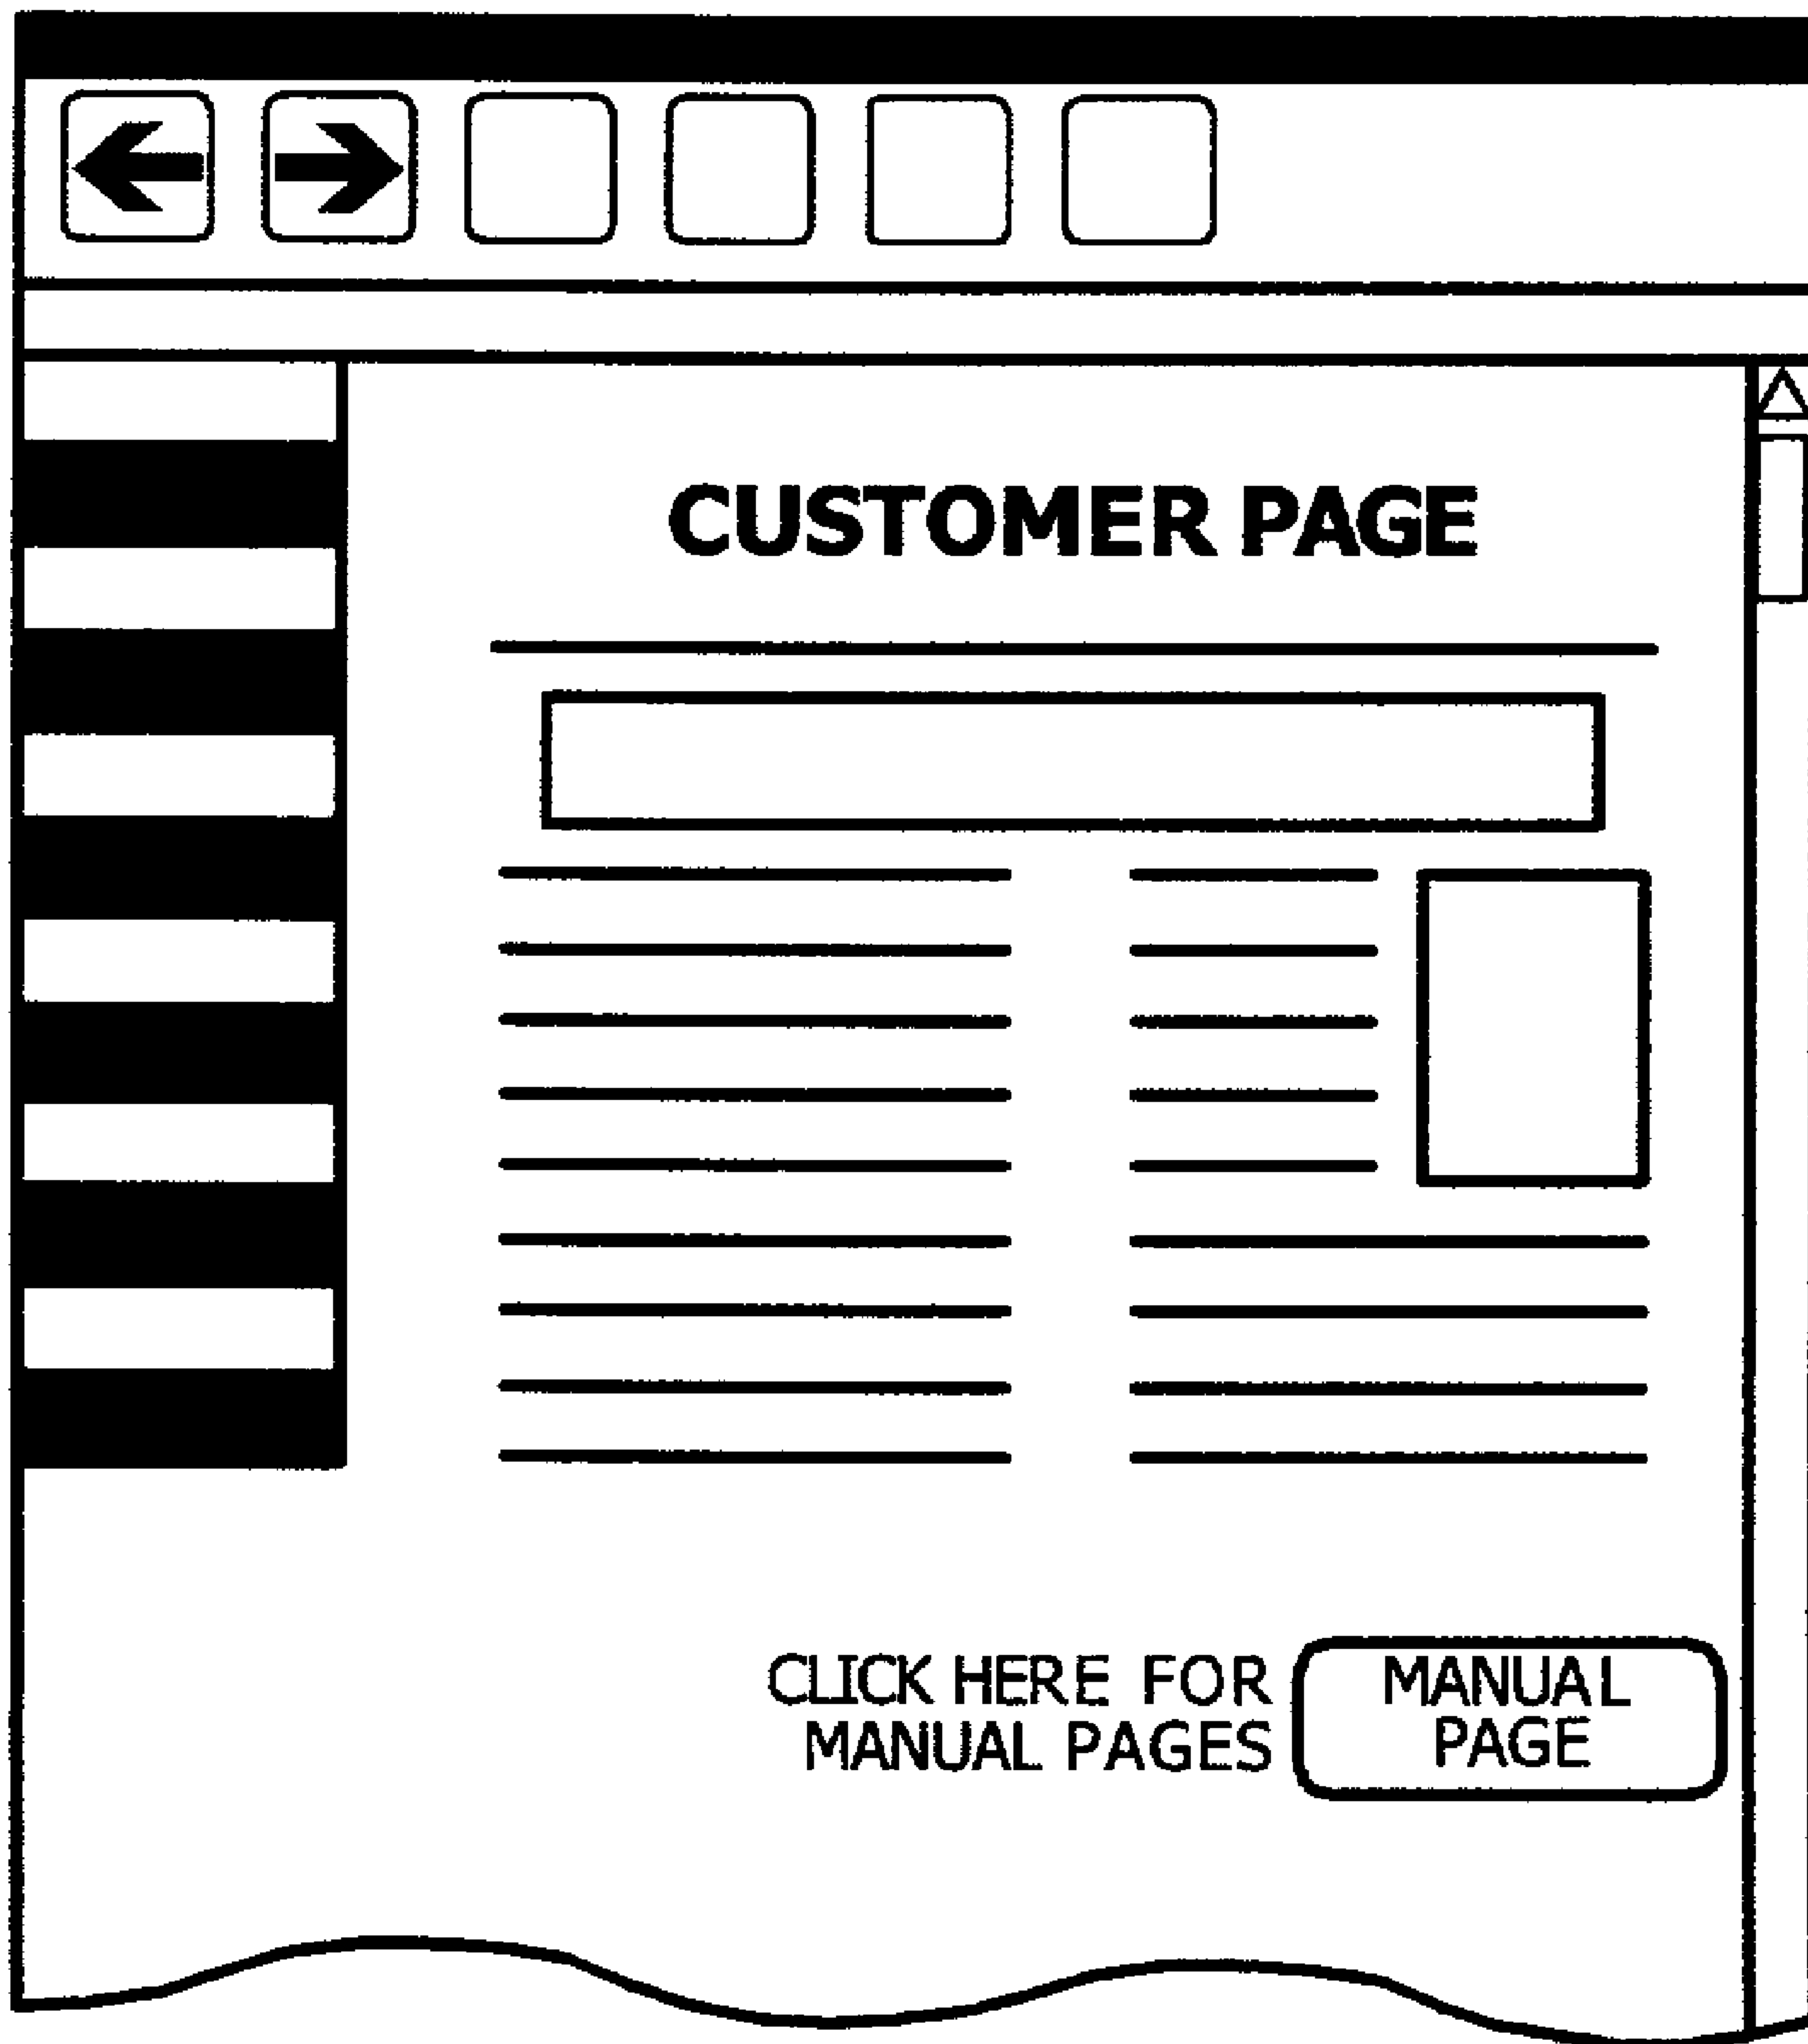 CUSTOMER PAGE
CLICK HERE FOR
MANUAL PAGES
MANUAL
PAGE